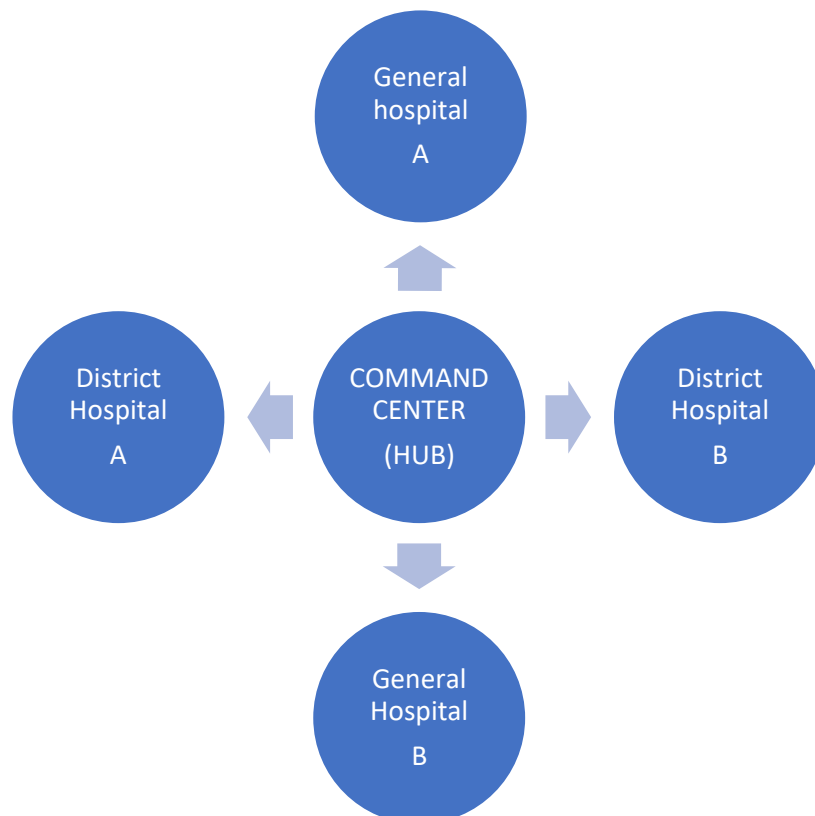 General
hospital
A
District
Hospital
A
COMMAND
CENTER
(HUB)
District
Hospital
B
General
Hospital
B